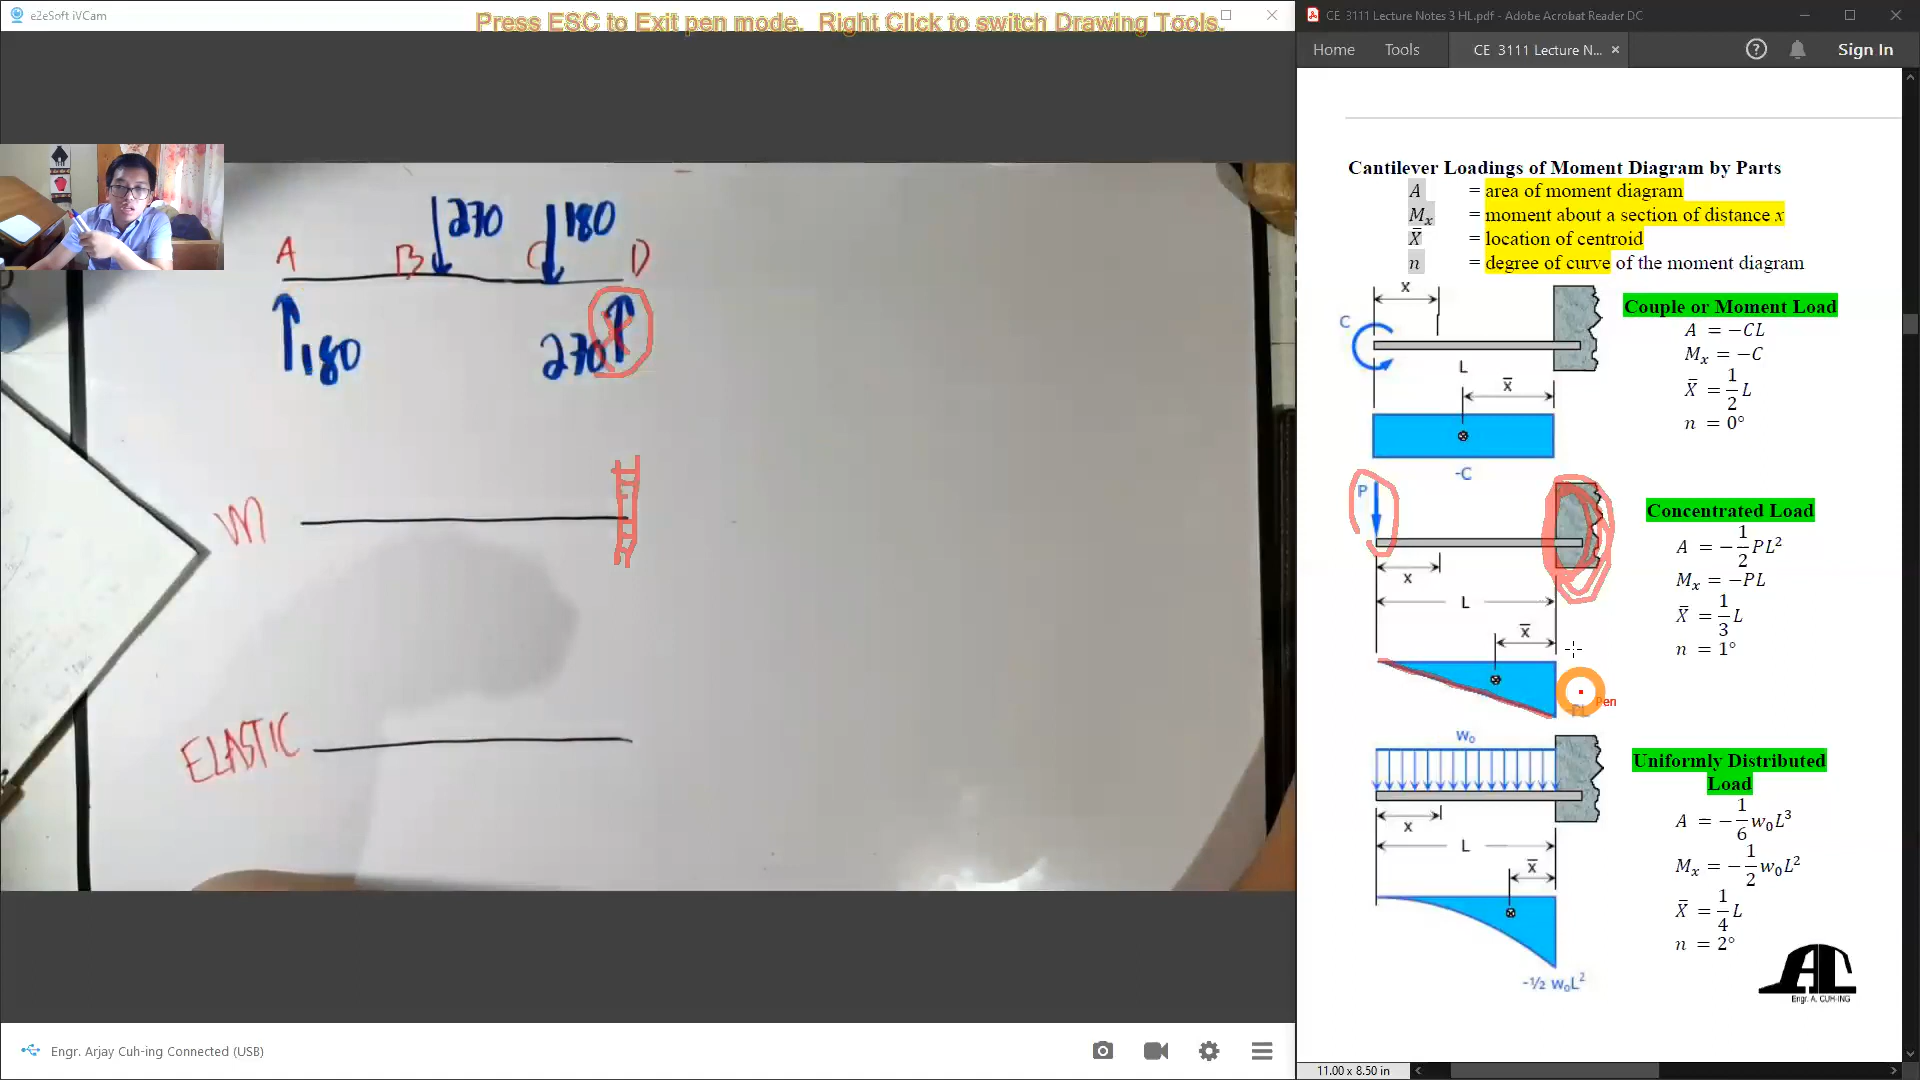 e2eSoft iVCam
Press ESC to Exit pen mode. Right Click to switch Drawing Tools.
A B 270 C 180 D
180 270
M
ELASTIC
Engr. Arjay Cuh-ing Connected (USB)
CE 3111 Lecture Notes 3 HL.pdf - Adobe Acrobat Reader DC
Home Tools CE 3111 Lecture N... × ? Sign In
Cantilever Loadings of Moment Diagram by Parts
A = area of moment diagram
Mₓ = moment about a section of distance x
X̅ = location of centroid
n = degree of curve of the moment diagram
x
C
L
x̅
-C
Couple or Moment Load
A = −CL
Mₓ = −C
X̅ = 1/2 L
n = 0°
P
x
L
x̅
Pen
Concentrated Load
A = −1/2 PL²
Mₓ = −PL
X̅ = 1/3 L
n = 1°
w₀
x
L
x̅
-½ w₀L²
Uniformly Distributed
Load
A = −1/6 w₀L³
Mₓ = −1/2 w₀L²
X̅ = 1/4 L
n = 2°
Engr. A. CUH-ING
11.00 x 8.50 in